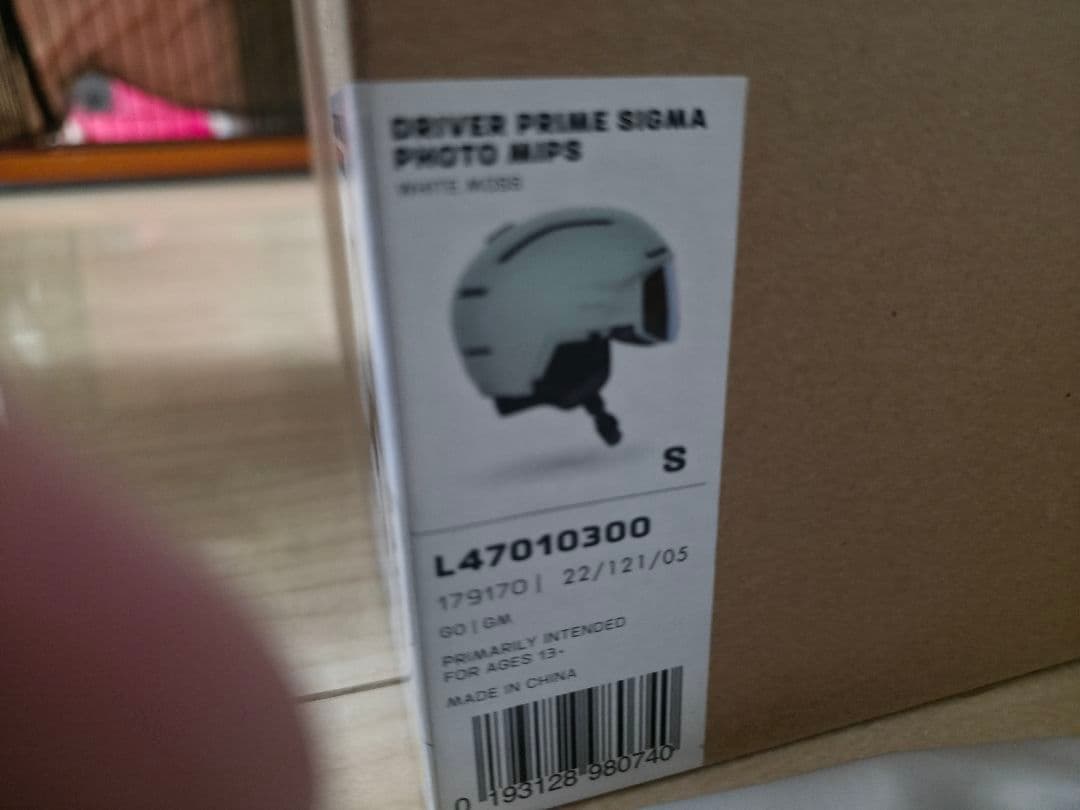 DRIVER PRIME SIGMA
PHOTO MIPS
WHITE MOSS
S
L47010300
179170 | 22/121/05
GO | GM
PRIMARILY INTENDED
FOR AGES 13-
MADE IN CHINA
0 193128 980740